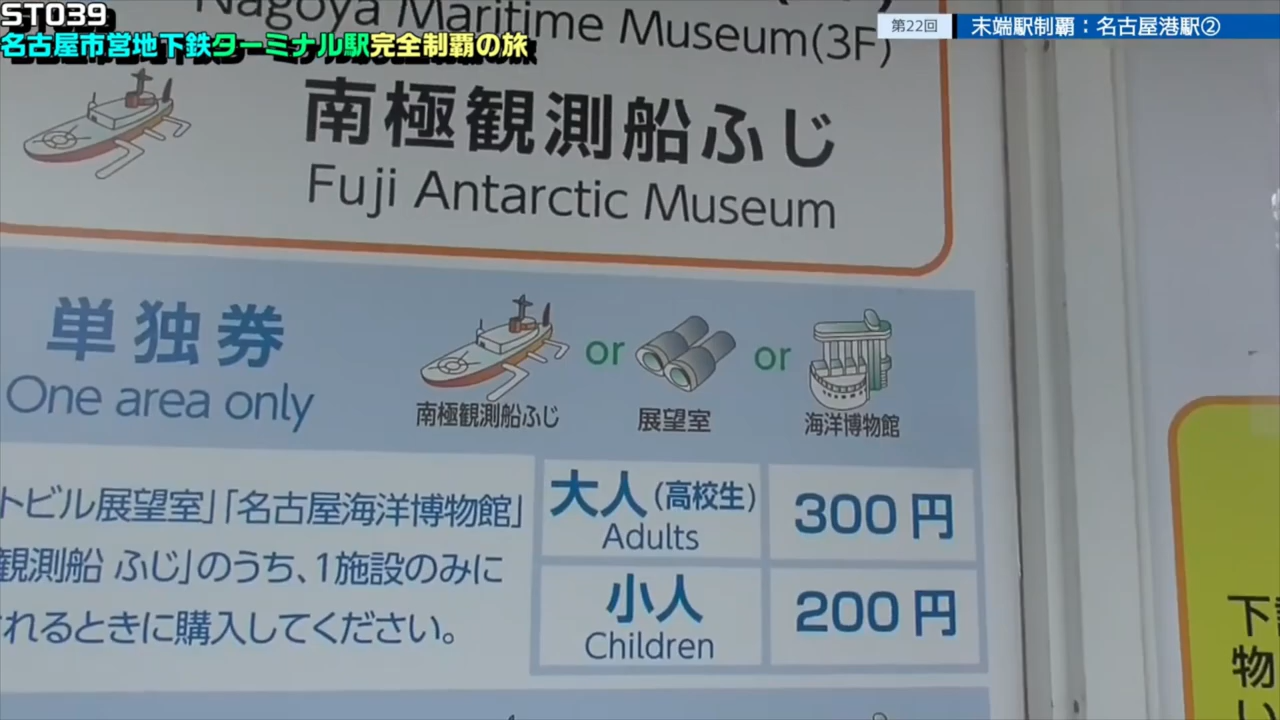 ST039
名古屋市営地下鉄ターミナル駅完全制覇の旅
第22回
末端駅制覇：名古屋港駅②
Nagoya Maritime Museum(3F)
南極観測船ふじ
Fuji Antarctic Museum
単独券
One area only
or
or
南極観測船ふじ
展望室
海洋博物館
トビル展望室」「名古屋海洋博物館」
観測船 ふじ」のうち、1施設のみに
れるときに購入してください。
大人(高校生)
Adults
300円
小人
Children
200円
下
物
い